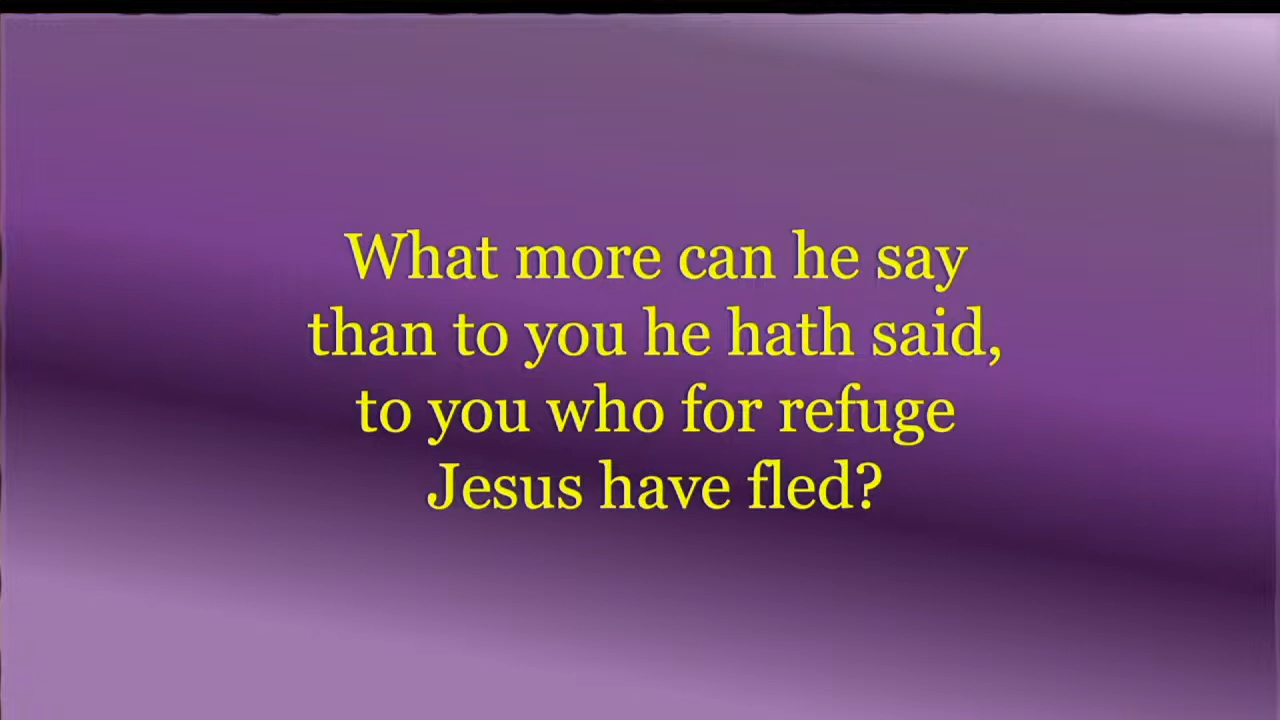 What more can he say
than to you he hath said,
to you who for refuge
Jesus have fled?